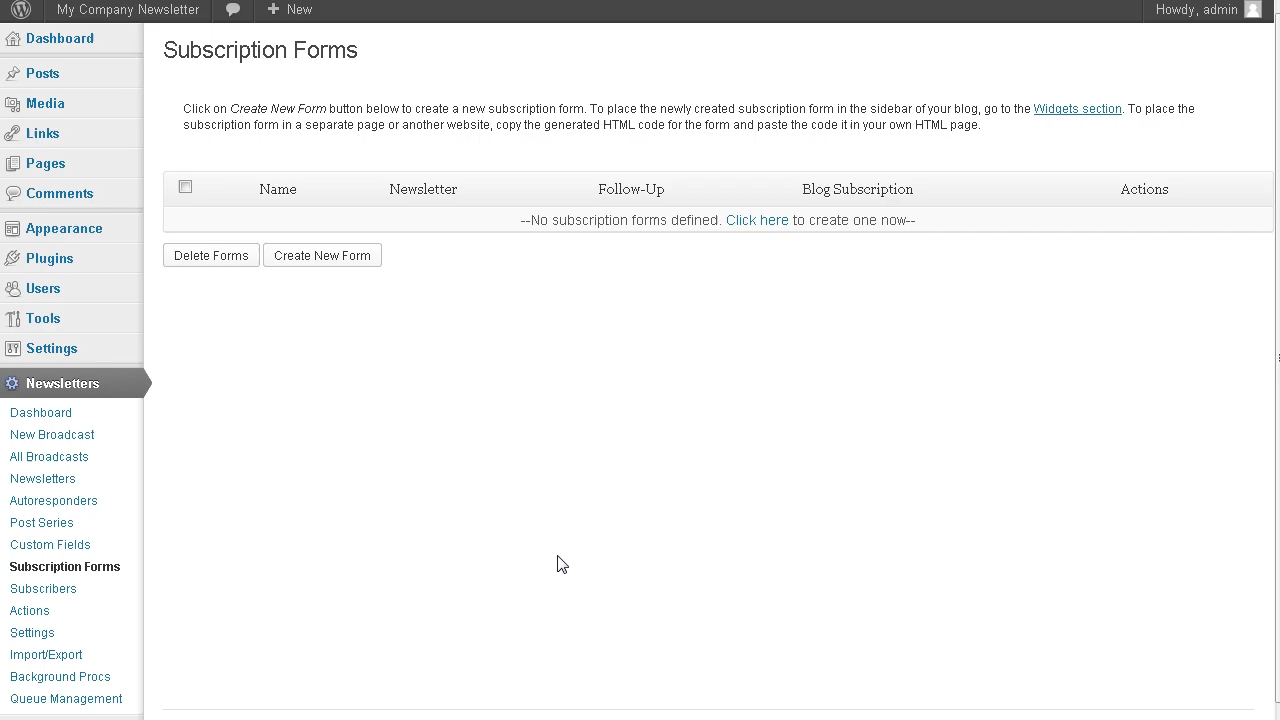 My Company Newsletter
New
Howdy, admin
Dashboard
Posts
Media
Links
Pages
Comments
Appearance
Plugins
Users
Tools
Settings
Newsletters
Dashboard
New Broadcast
All Broadcasts
Newsletters
Autoresponders
Post Series
Custom Fields
Subscription Forms
Subscribers
Actions
Settings
Import/Export
Background Procs
Queue Management
Subscription Forms
Click on Create New Form button below to create a new subscription form. To place the newly created subscription form in the sidebar of your blog, go to the Widgets section. To place the
subscription form in a separate page or another website, copy the generated HTML code for the form and paste the code it in your own HTML page.
Name Newsletter Follow-Up Blog Subscription Actions
--No subscription forms defined. Click here to create one now--
Delete Forms Create New Form